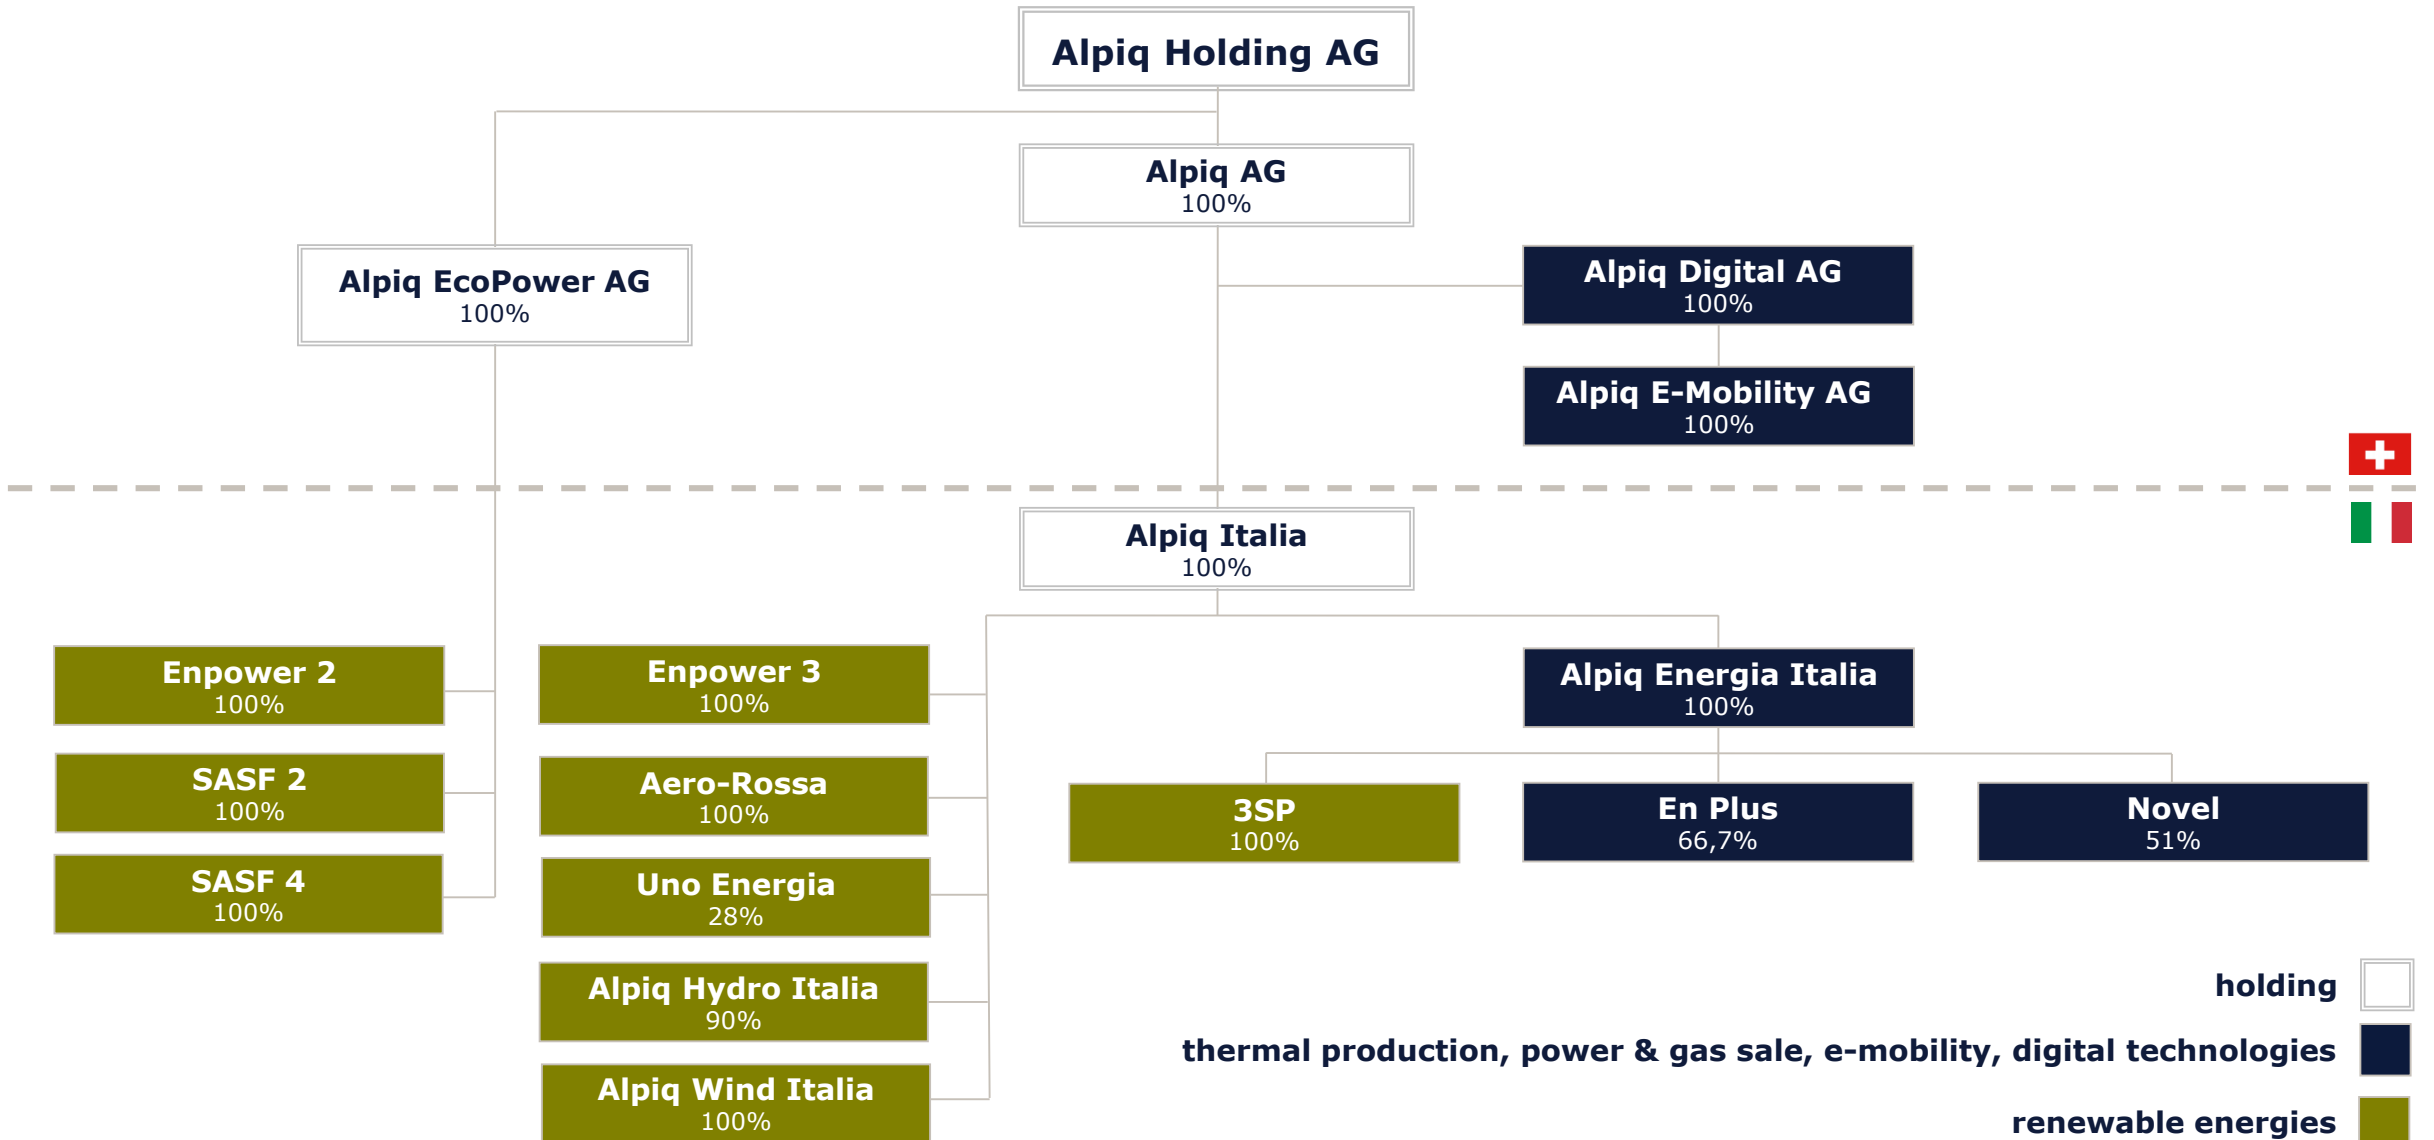 Alpiq Holding AG
Alpiq AG
100%
Alpiq EcoPower AG
100%
Alpiq Digital AG
100%
Alpiq E-Mobility AG
100%
Alpiq Italia
100%
Enpower 2
100%
SASF 2
100%
SASF 4
100%
Enpower 3
100%
Aero-Rossa
100%
Uno Energia
28%
Alpiq Hydro Italia
90%
Alpiq Wind Italia
100%
Alpiq Energia Italia
100%
3SP
100%
En Plus
66,7%
Novel
51%
holding
thermal production, power & gas sale, e-mobility, digital technologies
renewable energies